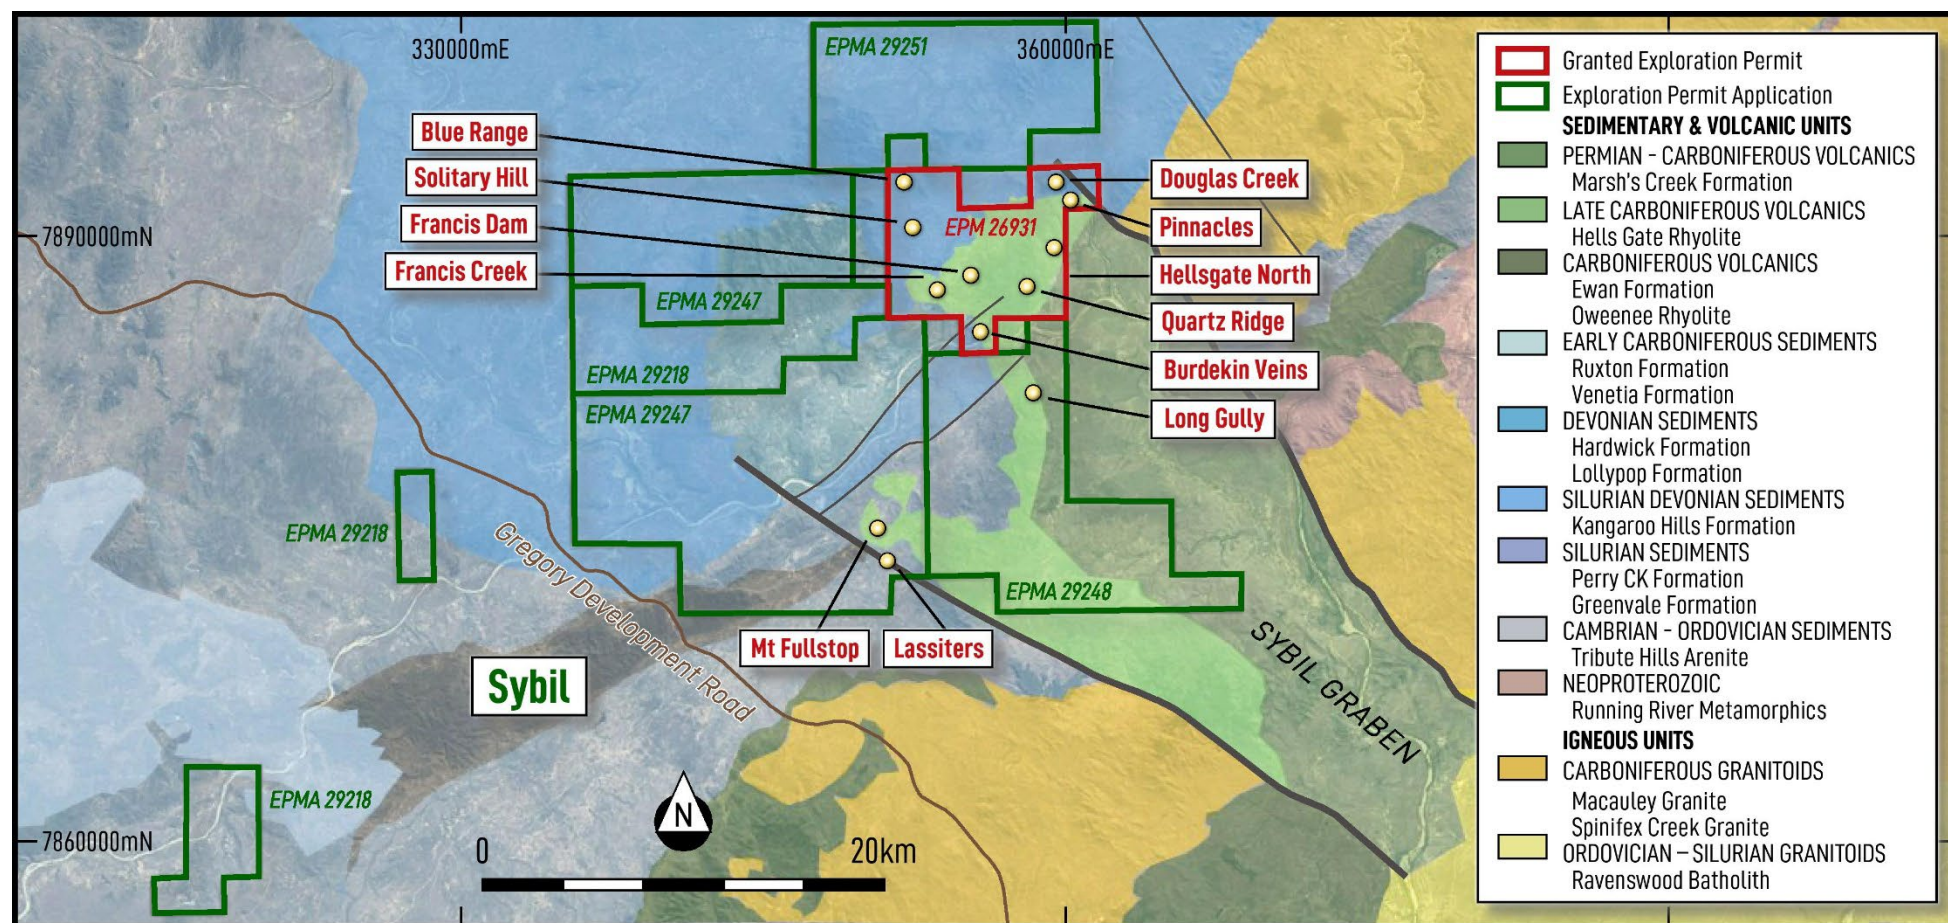 330000mE
360000mE
EPMA 29251
7890000mN
7860000mN
Blue Range
Solitary Hill
Francis Dam
Francis Creek
Douglas Creek
Pinnacles
Hellsgate North
Quartz Ridge
Burdekin Veins
Long Gully
EPM 26931
EPMA 29247
EPMA 29218
EPMA 29247
EPMA 29218
EPMA 29248
EPMA 29218
Gregory Development Road
Mt Fullstop
Lassiters
Sybil
SYBIL GRABEN
N
0
20km
Granted Exploration Permit
Exploration Permit Application
SEDIMENTARY & VOLCANIC UNITS
PERMIAN - CARBONIFEROUS VOLCANICS
Marsh's Creek Formation
LATE CARBONIFEROUS VOLCANICS
Hells Gate Rhyolite
CARBONIFEROUS VOLCANICS
Ewan Formation
Oweenee Rhyolite
EARLY CARBONIFEROUS SEDIMENTS
Ruxton Formation
Venetia Formation
DEVONIAN SEDIMENTS
Hardwick Formation
Lollypop Formation
SILURIAN DEVONIAN SEDIMENTS
Kangaroo Hills Formation
SILURIAN SEDIMENTS
Perry CK Formation
Greenvale Formation
CAMBRIAN - ORDOVICIAN SEDIMENTS
Tribute Hills Arenite
NEOPROTEROZOIC
Running River Metamorphics
IGNEOUS UNITS
CARBONIFEROUS GRANITOIDS
Macauley Granite
Spinifex Creek Granite
ORDOVICIAN – SILURIAN GRANITOIDS
Ravenswood Batholith